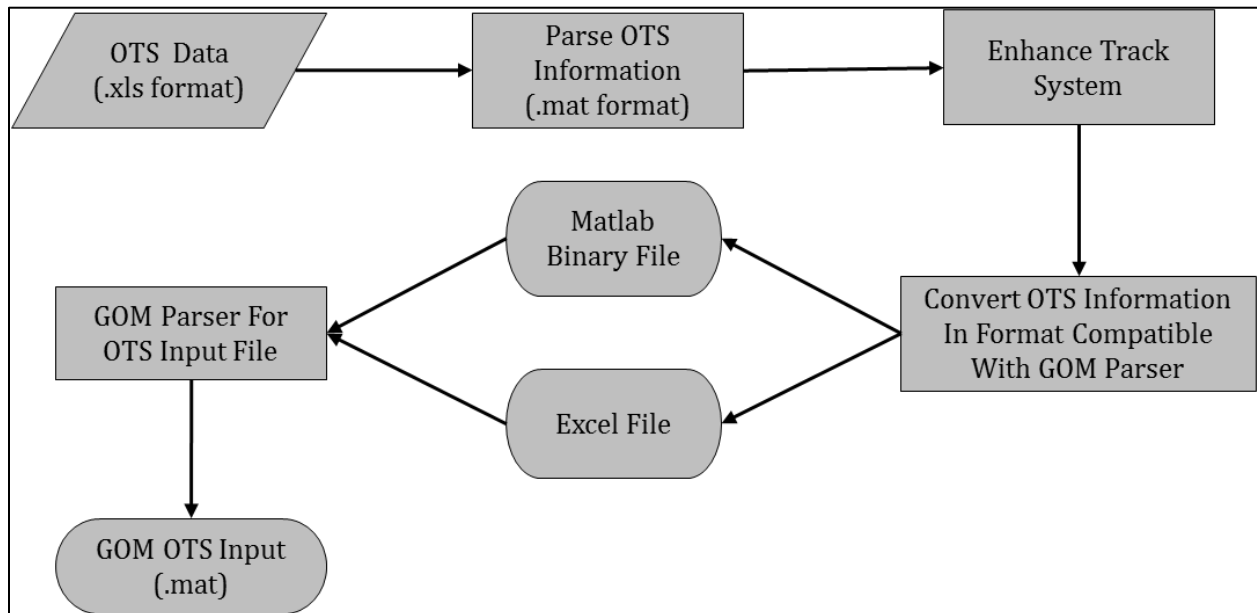 OTS Data
(.xls format)
Parse OTS
Information
(.mat format)
Enhance Track
System
Matlab
Binary File
Convert OTS Information
In Format Compatible
With GOM Parser
GOM Parser For
OTS Input File
Excel File
GOM OTS Input
(.mat)